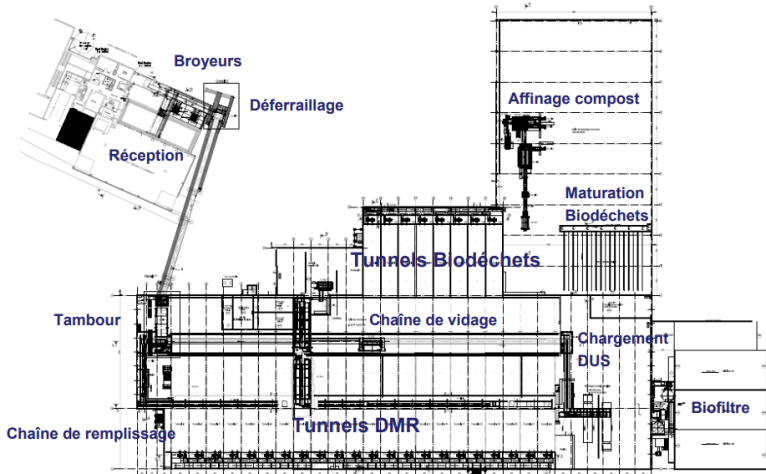 Broyeurs
Déferraillage
Réception
Affinage compost
Maturation
Biodéchets
Tunnels Biodéchets
Tambour
Chaîne de vidage
Chargement
DUS
Biofiltre
Chaîne de remplissage
Tunnels DMR